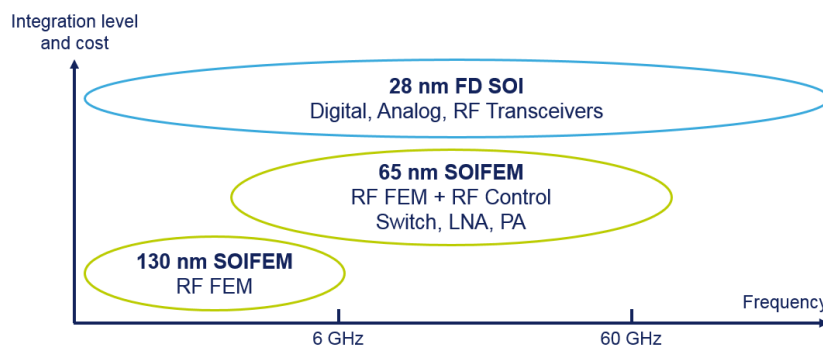 Integration level
and cost
28 nm FD SOI
Digital, Analog, RF Transceivers
65 nm SOIFEM
RF FEM + RF Control
Switch, LNA, PA
130 nm SOIFEM
RF FEM
Frequency
6 GHz
60 GHz